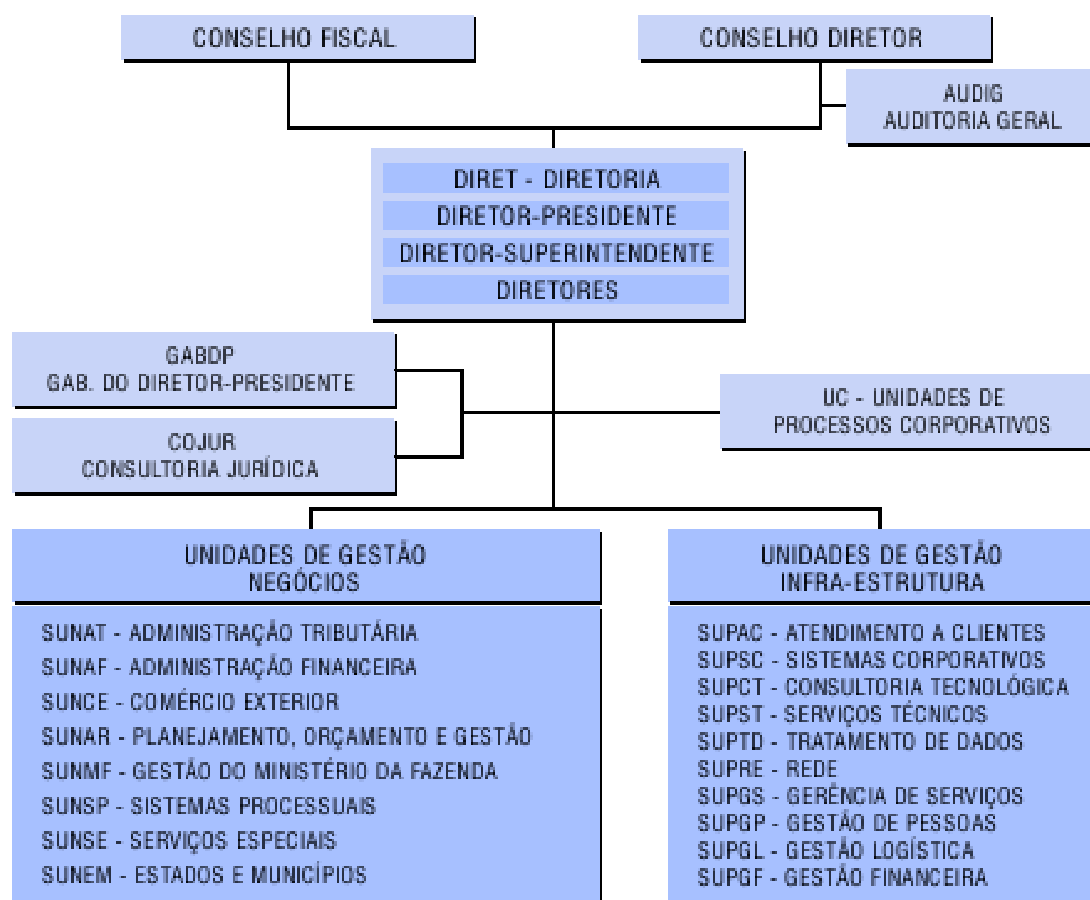 CONSELHO FISCAL
CONSELHO DIRETOR
AUDIG
AUDITORIA GERAL
DIRET - DIRETORIA
DIRETOR-PRESIDENTE
DIRETOR-SUPERINTENDENTE
DIRETORES
GABDP
GAB. DO DIRETOR-PRESIDENTE
COJUR
CONSULTORIA JURÍDICA
UC - UNIDADES DE
PROCESSOS CORPORATIVOS
UNIDADES DE GESTÃO
NEGÓCIOS
SUNAT - ADMINISTRAÇÃO TRIBUTÁRIA
SUNAF - ADMINISTRAÇÃO FINANCEIRA
SUNCE - COMÉRCIO EXTERIOR
SUNAR - PLANEJAMENTO, ORÇAMENTO E GESTÃO
SUNMF - GESTÃO DO MINISTÉRIO DA FAZENDA
SUNSP - SISTEMAS PROCESSUAIS
SUNSE - SERVIÇOS ESPECIAIS
SUNEM - ESTADOS E MUNICÍPIOS
UNIDADES DE GESTÃO
INFRA-ESTRUTURA
SUPAC - ATENDIMENTO A CLIENTES
SUPSC - SISTEMAS CORPORATIVOS
SUPCT - CONSULTORIA TECNOLÓGICA
SUPST - SERVIÇOS TÉCNICOS
SUPTD - TRATAMENTO DE DADOS
SUPRE - REDE
SUPGS - GERÊNCIA DE SERVIÇOS
SUPGP - GESTÃO DE PESSOAS
SUPGL - GESTÃO LOGÍSTICA
SUPGF - GESTÃO FINANCEIRA